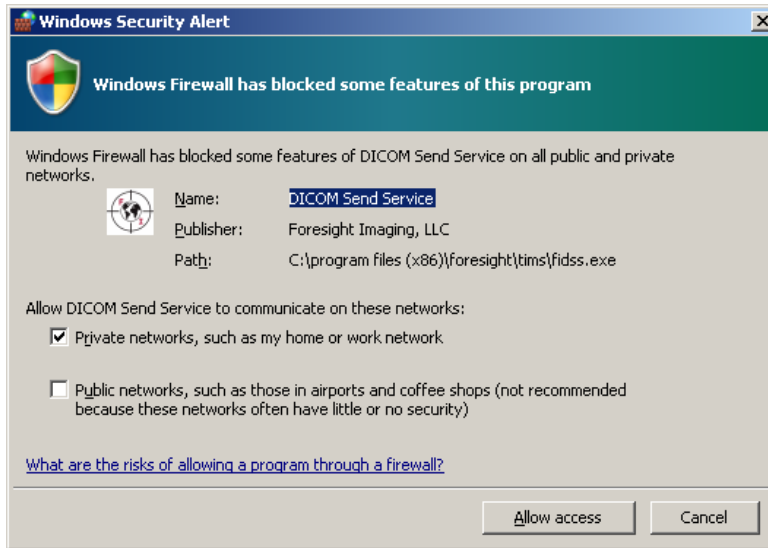 Windows Security Alert
Windows Firewall has blocked some features of this program
Windows Firewall has blocked some features of DICOM Send Service on all public and private
networks.
Name: DICOM Send Service
Publisher: Foresight Imaging, LLC
Path: C:\program files (x86)\foresight\tims\fidss.exe
Allow DICOM Send Service to communicate on these networks:
Private networks, such as my home or work network
Public networks, such as those in airports and coffee shops (not recommended
because these networks often have little or no security)
What are the risks of allowing a program through a firewall?
Allow access Cancel